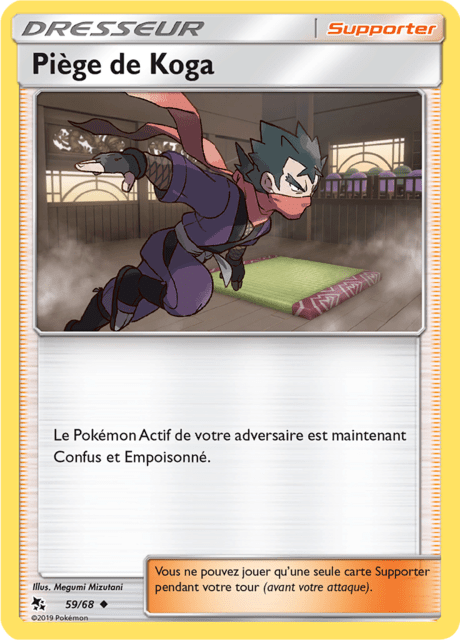 DRESSEUR
Supporter
Piège de Koga
Le Pokémon Actif de votre adversaire est maintenant
Confus et Empoisonné.
Vous ne pouvez jouer qu'une seule carte Supporter
pendant votre tour (avant votre attaque).
Illus. Megumi Mizutani
59/68
©2019 Pokémon